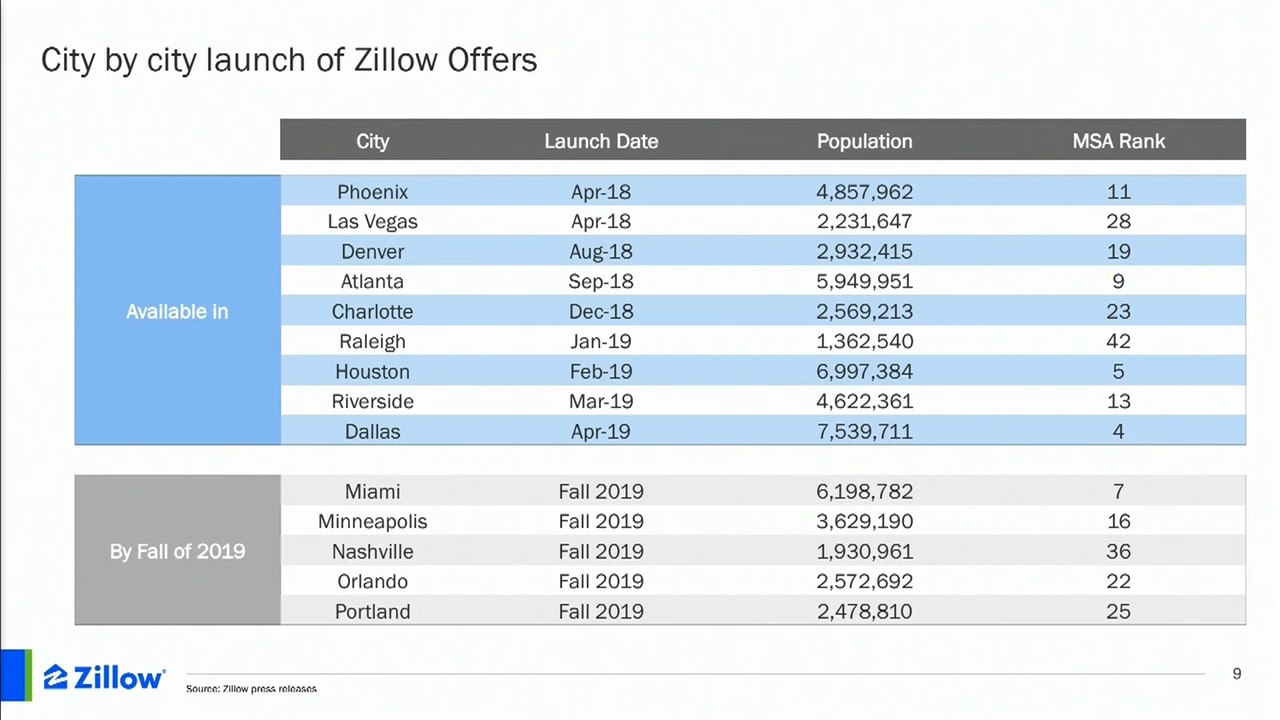 City by city launch of Zillow Offers
City Launch Date Population MSA Rank
Available in
Phoenix Apr-18 4,857,962 11
Las Vegas Apr-18 2,231,647 28
Denver Aug-18 2,932,415 19
Atlanta Sep-18 5,949,951 9
Charlotte Dec-18 2,569,213 23
Raleigh Jan-19 1,362,540 42
Houston Feb-19 6,997,384 5
Riverside Mar-19 4,622,361 13
Dallas Apr-19 7,539,711 4
By Fall of 2019
Miami Fall 2019 6,198,782 7
Minneapolis Fall 2019 3,629,190 16
Nashville Fall 2019 1,930,961 36
Orlando Fall 2019 2,572,692 22
Portland Fall 2019 2,478,810 25
Zillow
Source: Zillow press releases
9